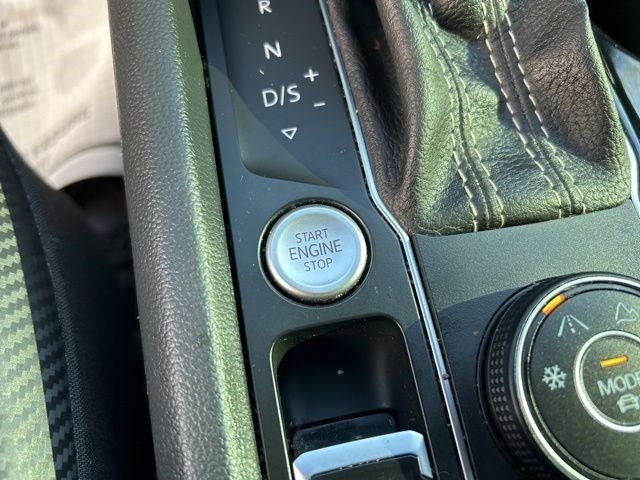 R
N
D/S + −
START
ENGINE
STOP
MODE